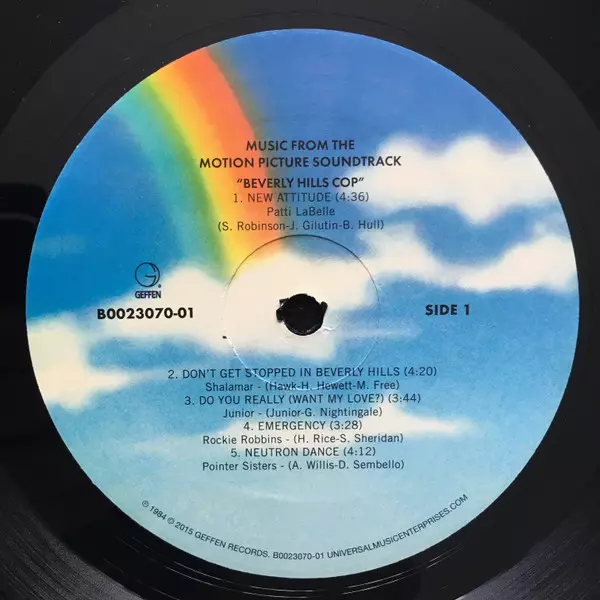 MUSIC FROM THE
MOTION PICTURE SOUNDTRACK
"BEVERLY HILLS COP"
1. NEW ATTITUDE (4:36)
Patti LaBelle
(S. Robinson-J. Gilutin-B. Hull)
GEFFEN
B0023070-01
SIDE 1
2. DON'T GET STOPPED IN BEVERLY HILLS (4:20)
Shalamar - (Hawk-H. Hewett-M. Free)
3. DO YOU REALLY (WANT MY LOVE?) (3:44)
Junior - (Junior-G. Nightingale)
4. EMERGENCY (3:28)
Rockie Robbins - (H. Rice-S. Sheridan)
5. NEUTRON DANCE (4:12)
Pointer Sisters - (A. Willis-D. Sembello)
℗ 1984 © 2015 GEFFEN RECORDS. B0023070-01 UNIVERSALMUSICENTERPRISES.COM